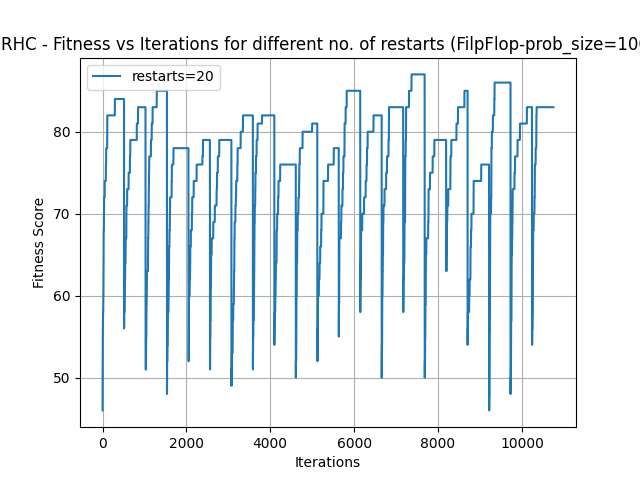 RHC - Fitness vs Iterations for different no. of restarts (FilpFlop-prob_size=10
restarts=20
80
70
60
50
Fitness Score
0 2000 4000 6000 8000 10000
Iterations